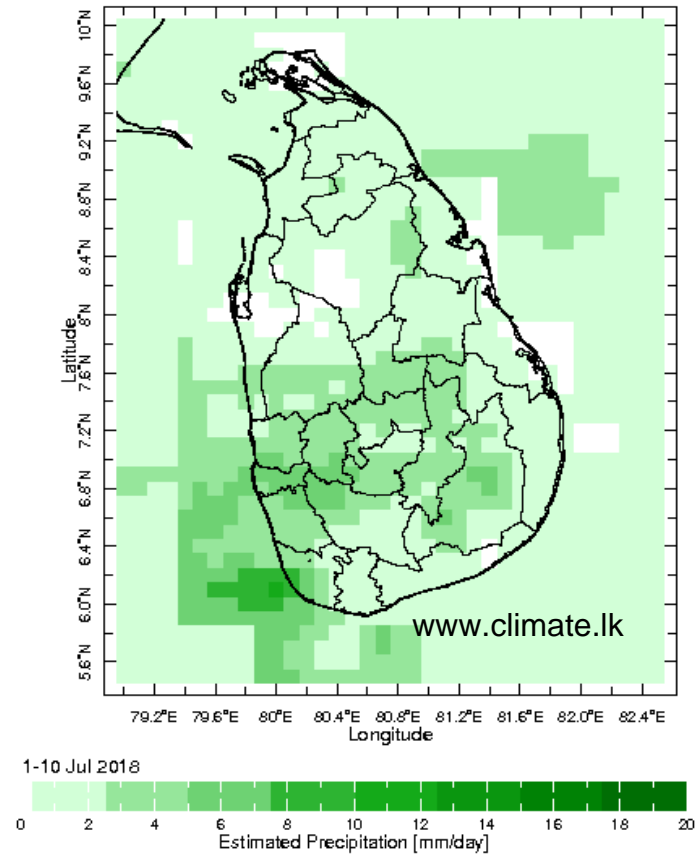 10°N
9.6°N
9.2°N
8.8°N
8.4°N
8°N
7.6°N
7.2°N
6.8°N
6.4°N
6.0°N
5.6°N
Latitude
www.climate.lk
79.2°E 79.6°E 80°E 80.4°E 80.8°E 81.2°E 81.6°E 82.0°E 82.4°E
Longitude
1-10 Jul 2018
0 2 4 6 8 10 12 14 16 18 20
Estimated Precipitation [mm/day]